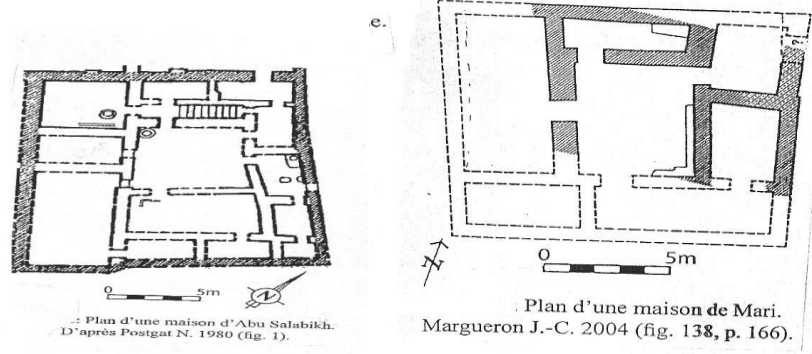 5m
N
.: Plan d'une maison d'Abu Salabikh.
D'après Postgat N. 1980 (fig. 1).
e.
N
0 5m
. Plan d'une maison de Mari.
Margueron J.-C. 2004 (fig. 138, p. 166).